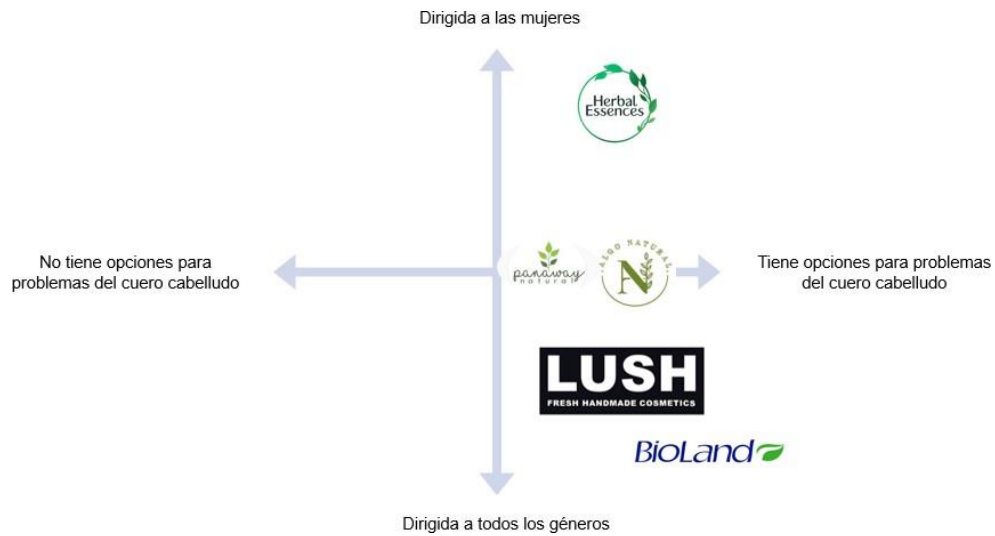 Dirigida a las mujeres
Herbal
Essences
No tiene opciones para
problemas del cuero cabelludo
panaway
natural
ALGO NATURAL
N
Tiene opciones para problemas
del cuero cabelludo
LUSH
FRESH HANDMADE COSMETICS
BioLand
Dirigida a todos los géneros